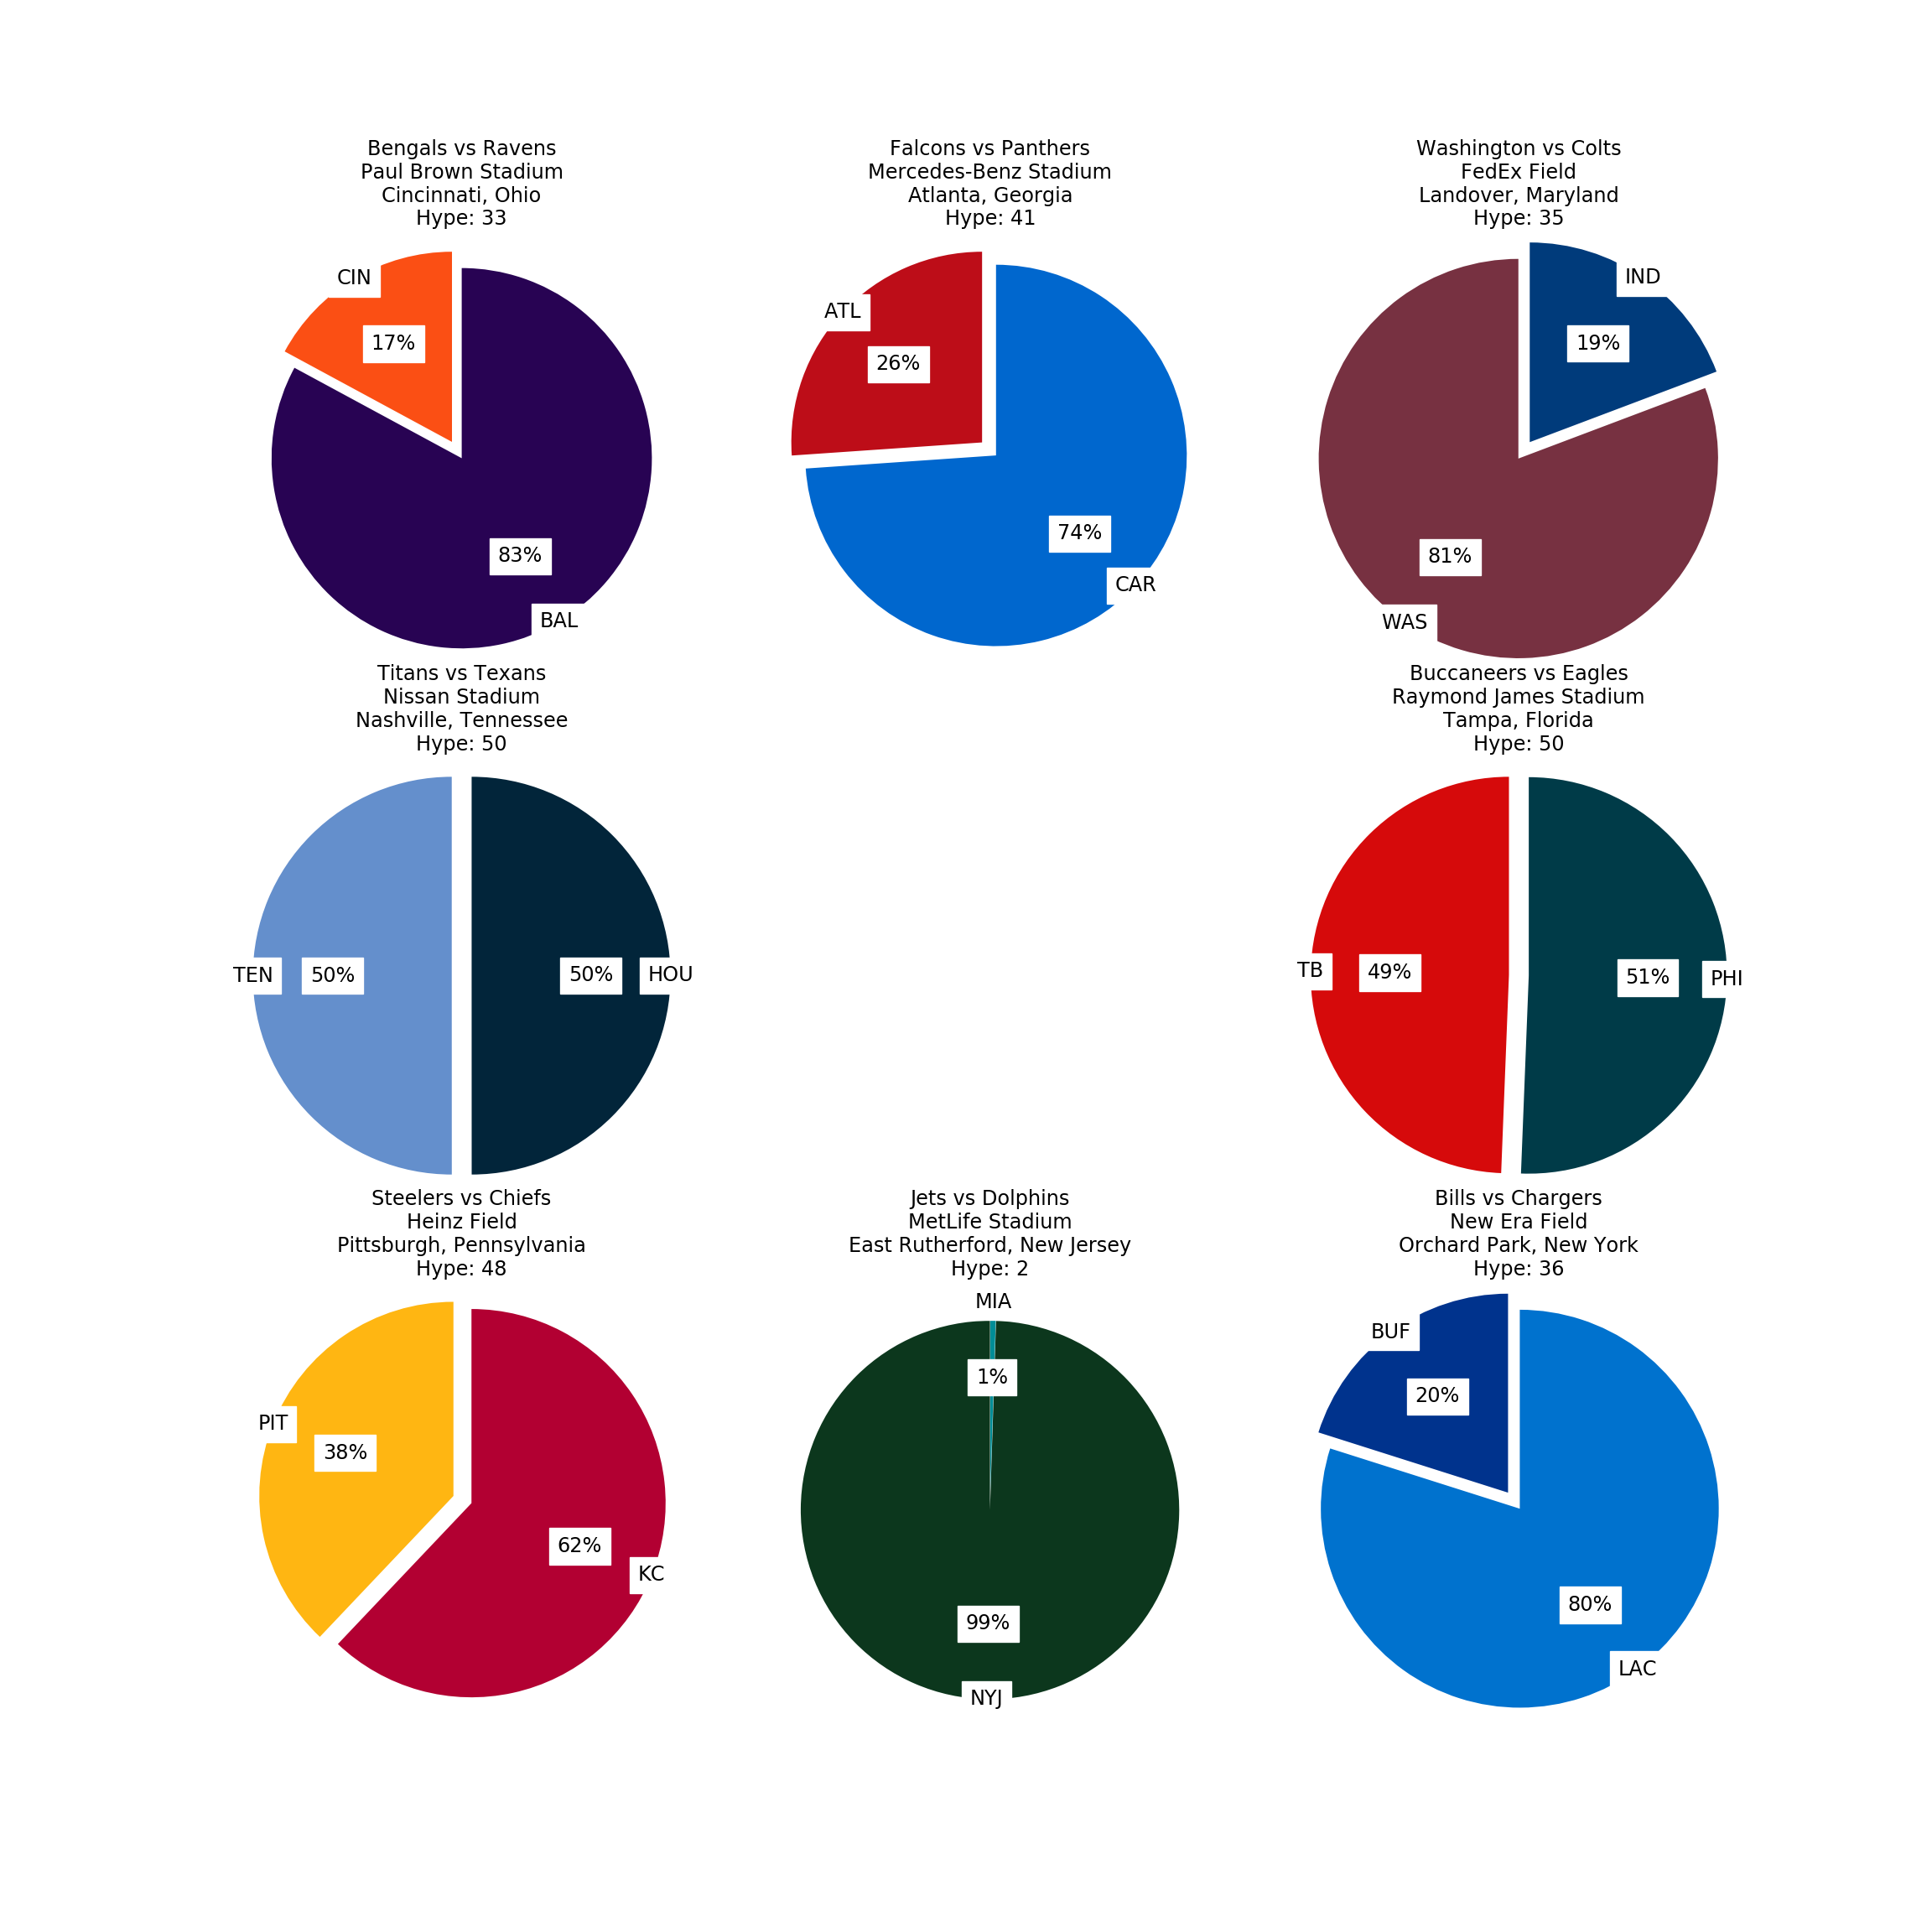 Bengals vs Ravens
Paul Brown Stadium
Cincinnati, Ohio
Hype: 33
CIN
17%
83%
BAL
Falcons vs Panthers
Mercedes-Benz Stadium
Atlanta, Georgia
Hype: 41
ATL
26%
74%
CAR
Washington vs Colts
FedEx Field
Landover, Maryland
Hype: 35
IND
19%
81%
WAS
Titans vs Texans
Nissan Stadium
Nashville, Tennessee
Hype: 50
TEN
50%
50%
HOU
Buccaneers vs Eagles
Raymond James Stadium
Tampa, Florida
Hype: 50
TB
49%
51%
PHI
Steelers vs Chiefs
Heinz Field
Pittsburgh, Pennsylvania
Hype: 48
PIT
38%
62%
KC
Jets vs Dolphins
MetLife Stadium
East Rutherford, New Jersey
Hype: 2
MIA
1%
99%
NYJ
Bills vs Chargers
New Era Field
Orchard Park, New York
Hype: 36
BUF
20%
80%
LAC